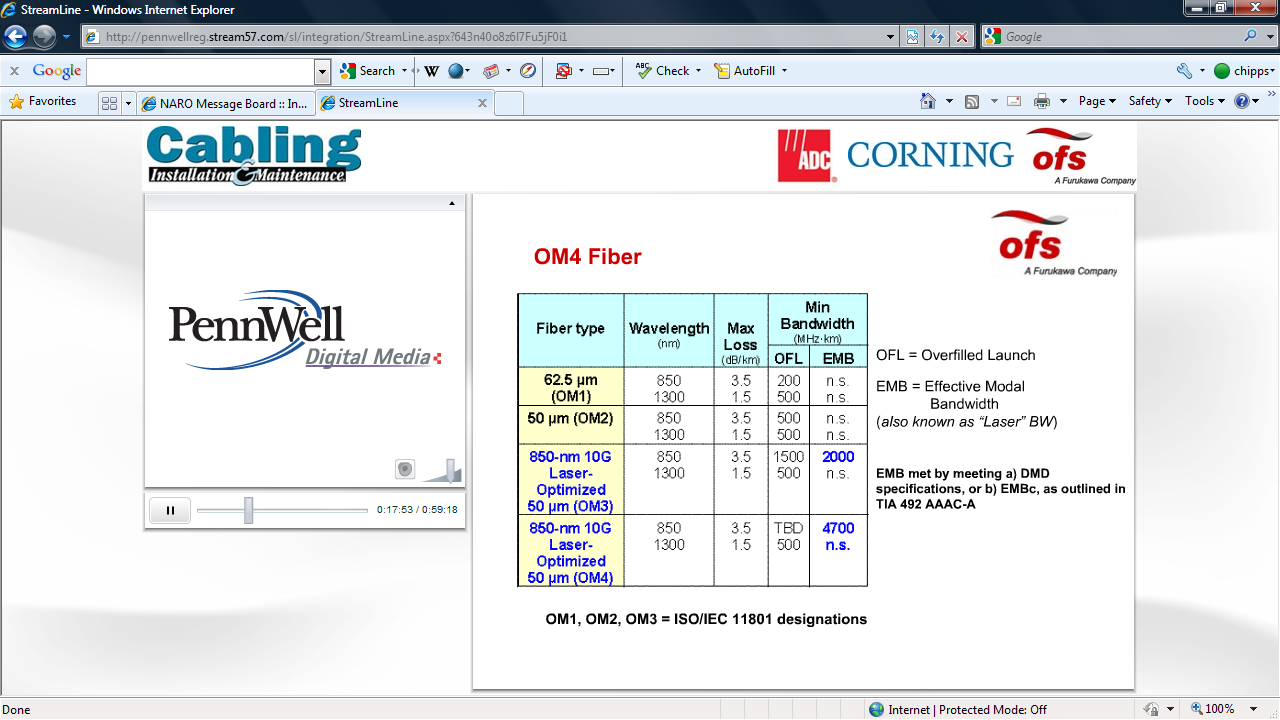 StreamLine - Windows Internet Explorer
http://pennwellreg.stream57.com/sl/integration/StreamLine.aspx?643n40o8z6l7Fu5jF0i1
Google
x Google Search W ABC Check AutoFill chipps
Favorites NARO Message Board :: In... StreamLine Page Safety Tools
Cabling
Installation & Maintenance
ADC CORNING ofs
A Furukawa Company
PennWell
Digital Media
0:17:53 / 0:59:18
ofs
A Furukawa Company
OM4 Fiber
Fiber type Wavelength (nm) Max Loss (dB/km) Min Bandwidth (MHz·km)
OFL EMB
62.5 µm 850 3.5 200 n.s.
(OM1) 1300 1.5 500 n.s.
50 µm (OM2) 850 3.5 500 n.s.
1300 1.5 500 n.s.
850-nm 10G 850 3.5 1500 2000
Laser- 1300 1.5 500 n.s.
Optimized
50 µm (OM3)
850-nm 10G 850 3.5 TBD 4700
Laser- 1300 1.5 500 n.s.
Optimized
50 µm (OM4)
OFL = Overfilled Launch
EMB = Effective Modal
Bandwidth
(also known as “Laser” BW)
EMB met by meeting a) DMD
specifications, or b) EMBc, as outlined in
TIA 492 AAAC-A
OM1, OM2, OM3 = ISO/IEC 11801 designations
Done Internet | Protected Mode: Off 100%